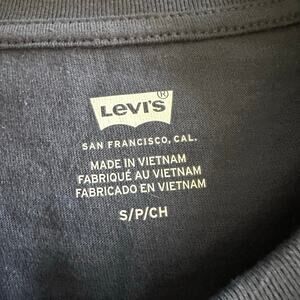 Levi's®
SAN FRANCISCO, CAL.
MADE IN VIETNAM
FABRIQUÉ AU VIETNAM
FABRICADO EN VIETNAM
S/P/CH